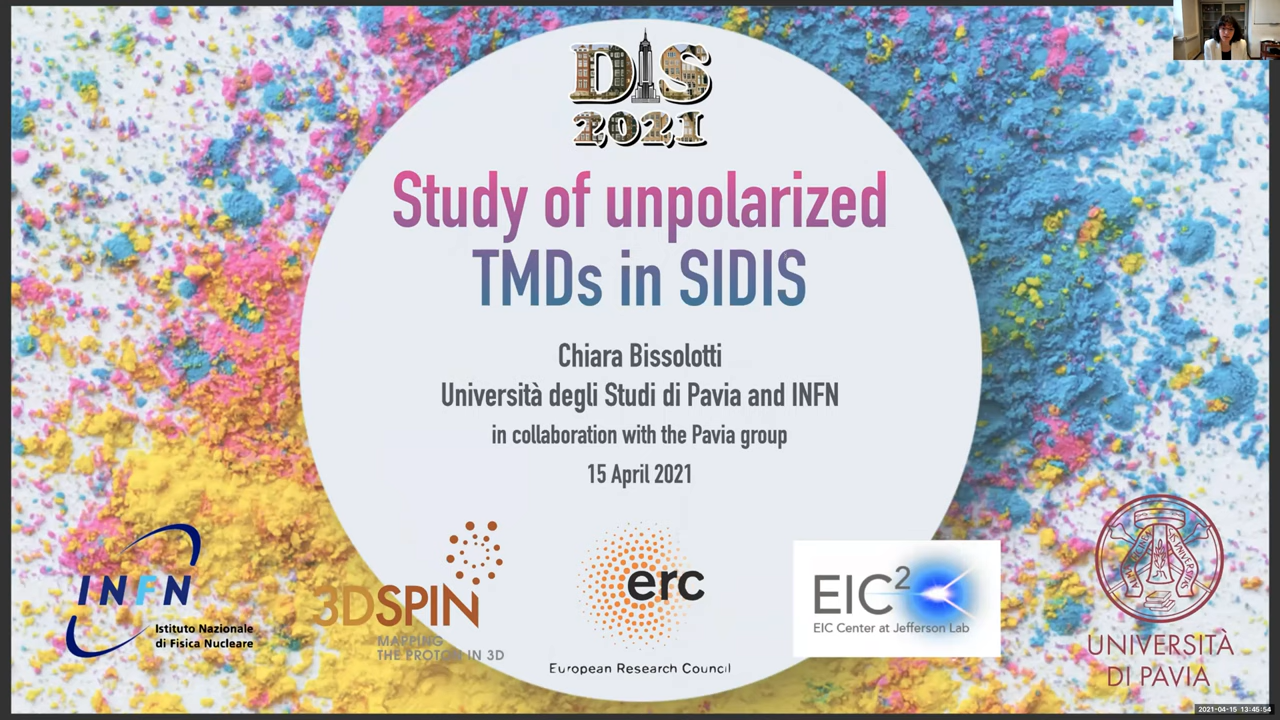 DIS
2021
Study of unpolarized
TMDs in SIDIS
Chiara Bissolotti
Università degli Studi di Pavia and INFN
in collaboration with the Pavia group
15 April 2021
INFN
Istituto Nazionale
di Fisica Nucleare
3DSPIN
MAPPING
THE PROTON IN 3D
erc
European Research Council
EIC²
EIC Center at Jefferson Lab
UNIVERSITÀ
DI PAVIA
2021-04-15 13:45:54